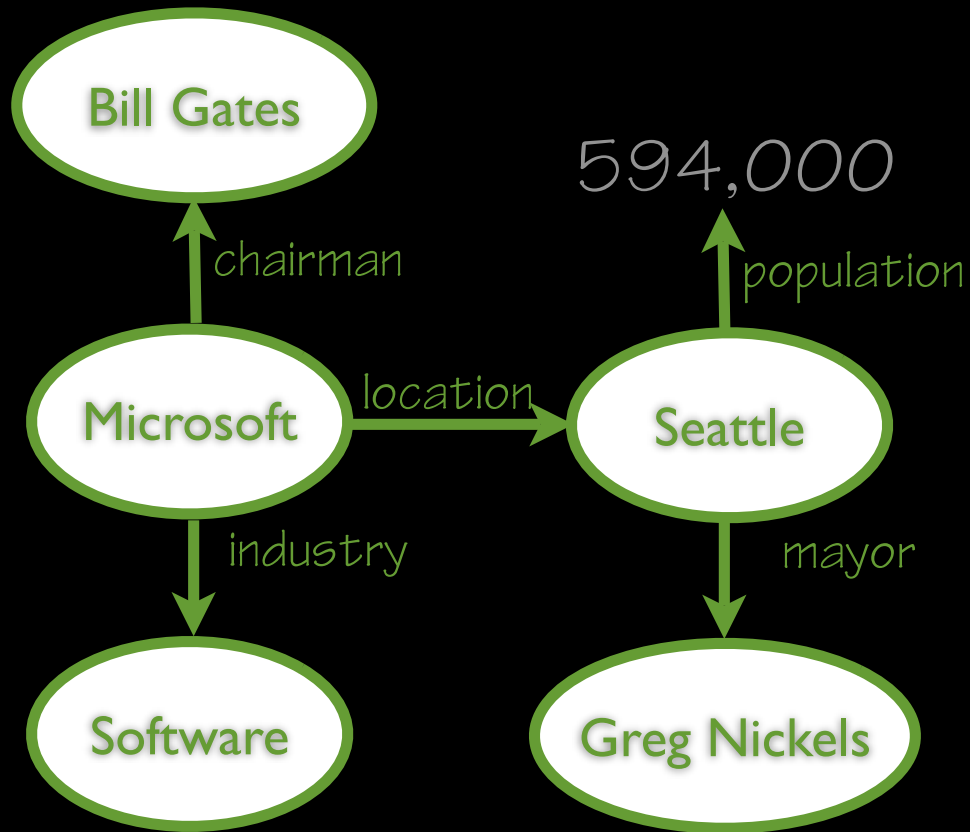 Bill Gates
594,000
chairman
population
location
Microsoft
Seattle
industry
mayor
Software
Greg Nickels